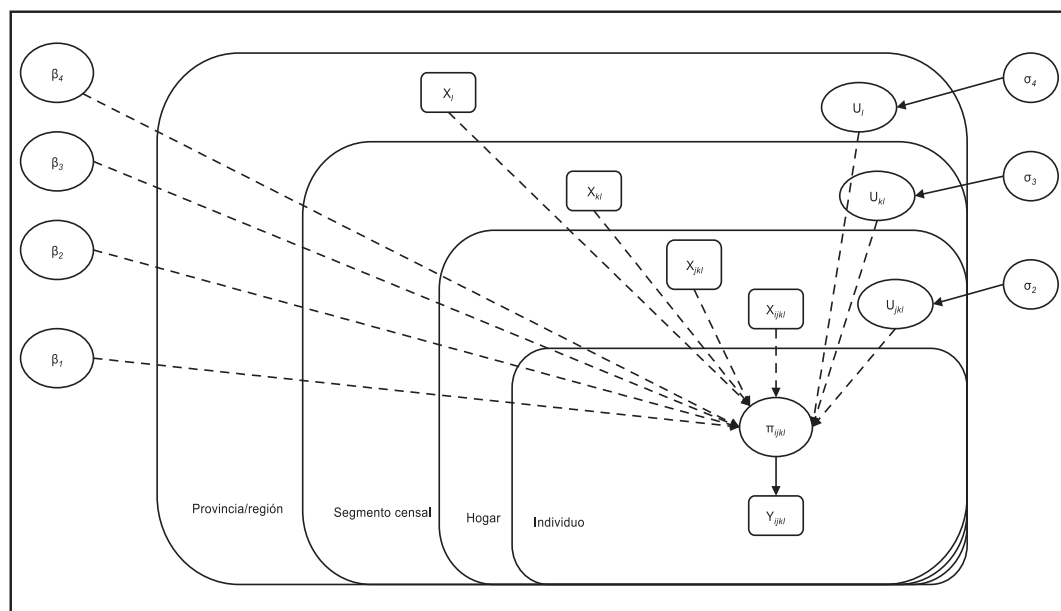 β4
Xl
Ul
σ4
β3
Xkl
Ukl
σ3
β2
Xjkl
Xijkl
Ujkl
σ2
β1
πijkl
Provincia/región
Segmento censal
Hogar
Individuo
Yijkl